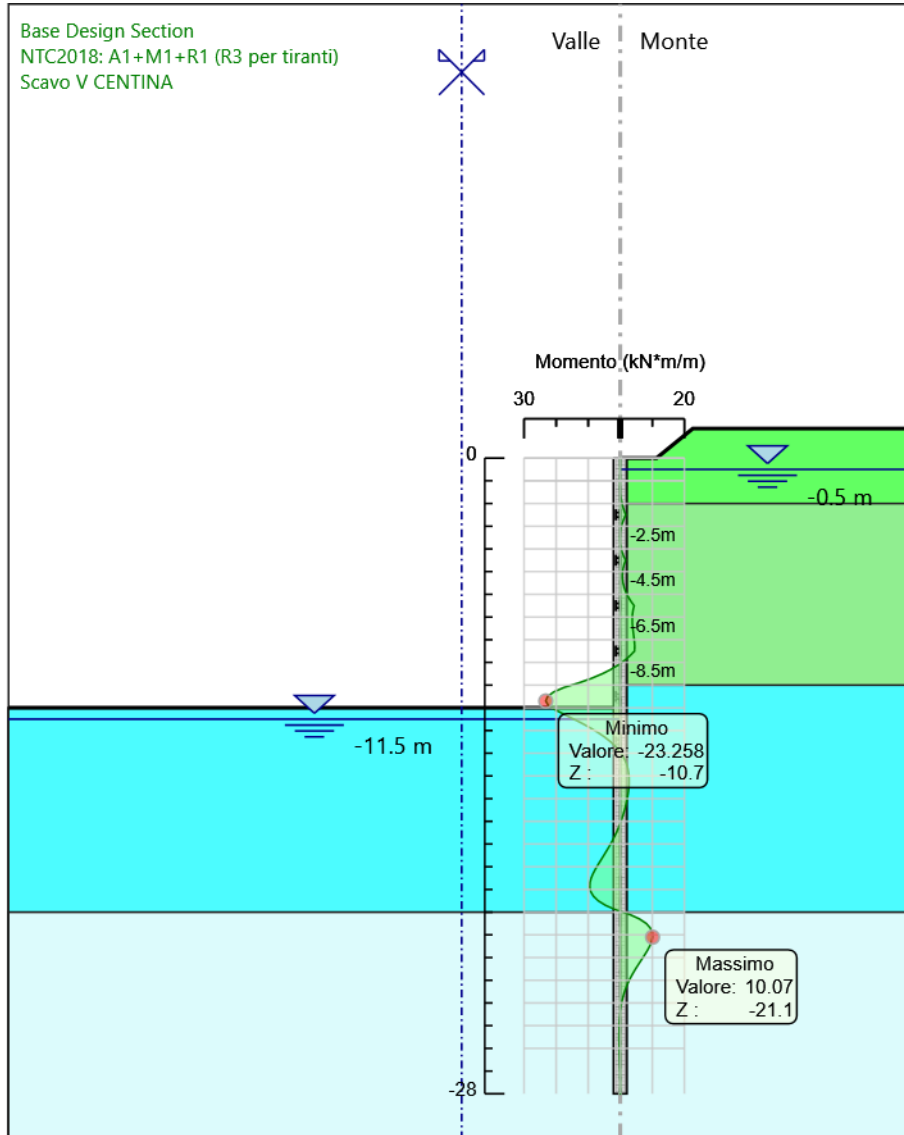 Base Design Section
NTC2018: A1+M1+R1 (R3 per tiranti)
Scavo V CENTINA
Valle
Monte
Momento (kN*m/m)
30
20
0
-0.5 m
-2.5m
-4.5m
-6.5m
-8.5m
-11.5 m
Minimo
Valore: -23.258
Z : -10.7
Massimo
Valore: 10.07
Z : -21.1
-28